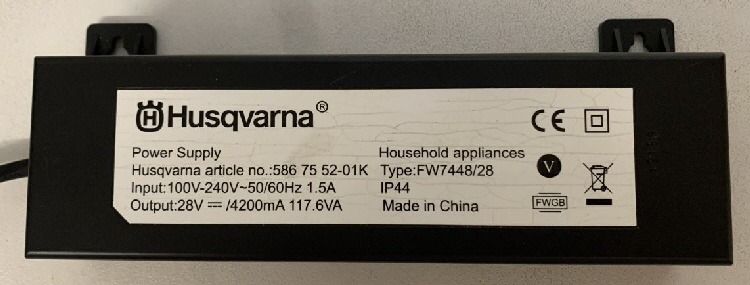 Husqvarna®
CE
Power Supply
Household appliances
Husqvarna article no.:586 75 52-01K
Type:FW7448/28
V
Input:100V-240V~50/60Hz 1.5A
IP44
Output:28V ⎓ /4200mA 117.6VA
Made in China
FWGB